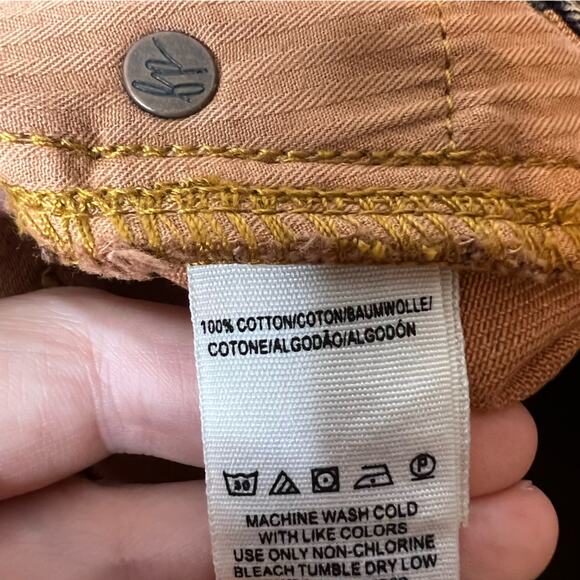 100% COTTON/COTON/BAUMWOLLE/
COTONE/ALGODÃO/ALGODÓN
30
P
MACHINE WASH COLD
WITH LIKE COLORS
USE ONLY NON-CHLORINE
BLEACH TUMBLE DRY LOW